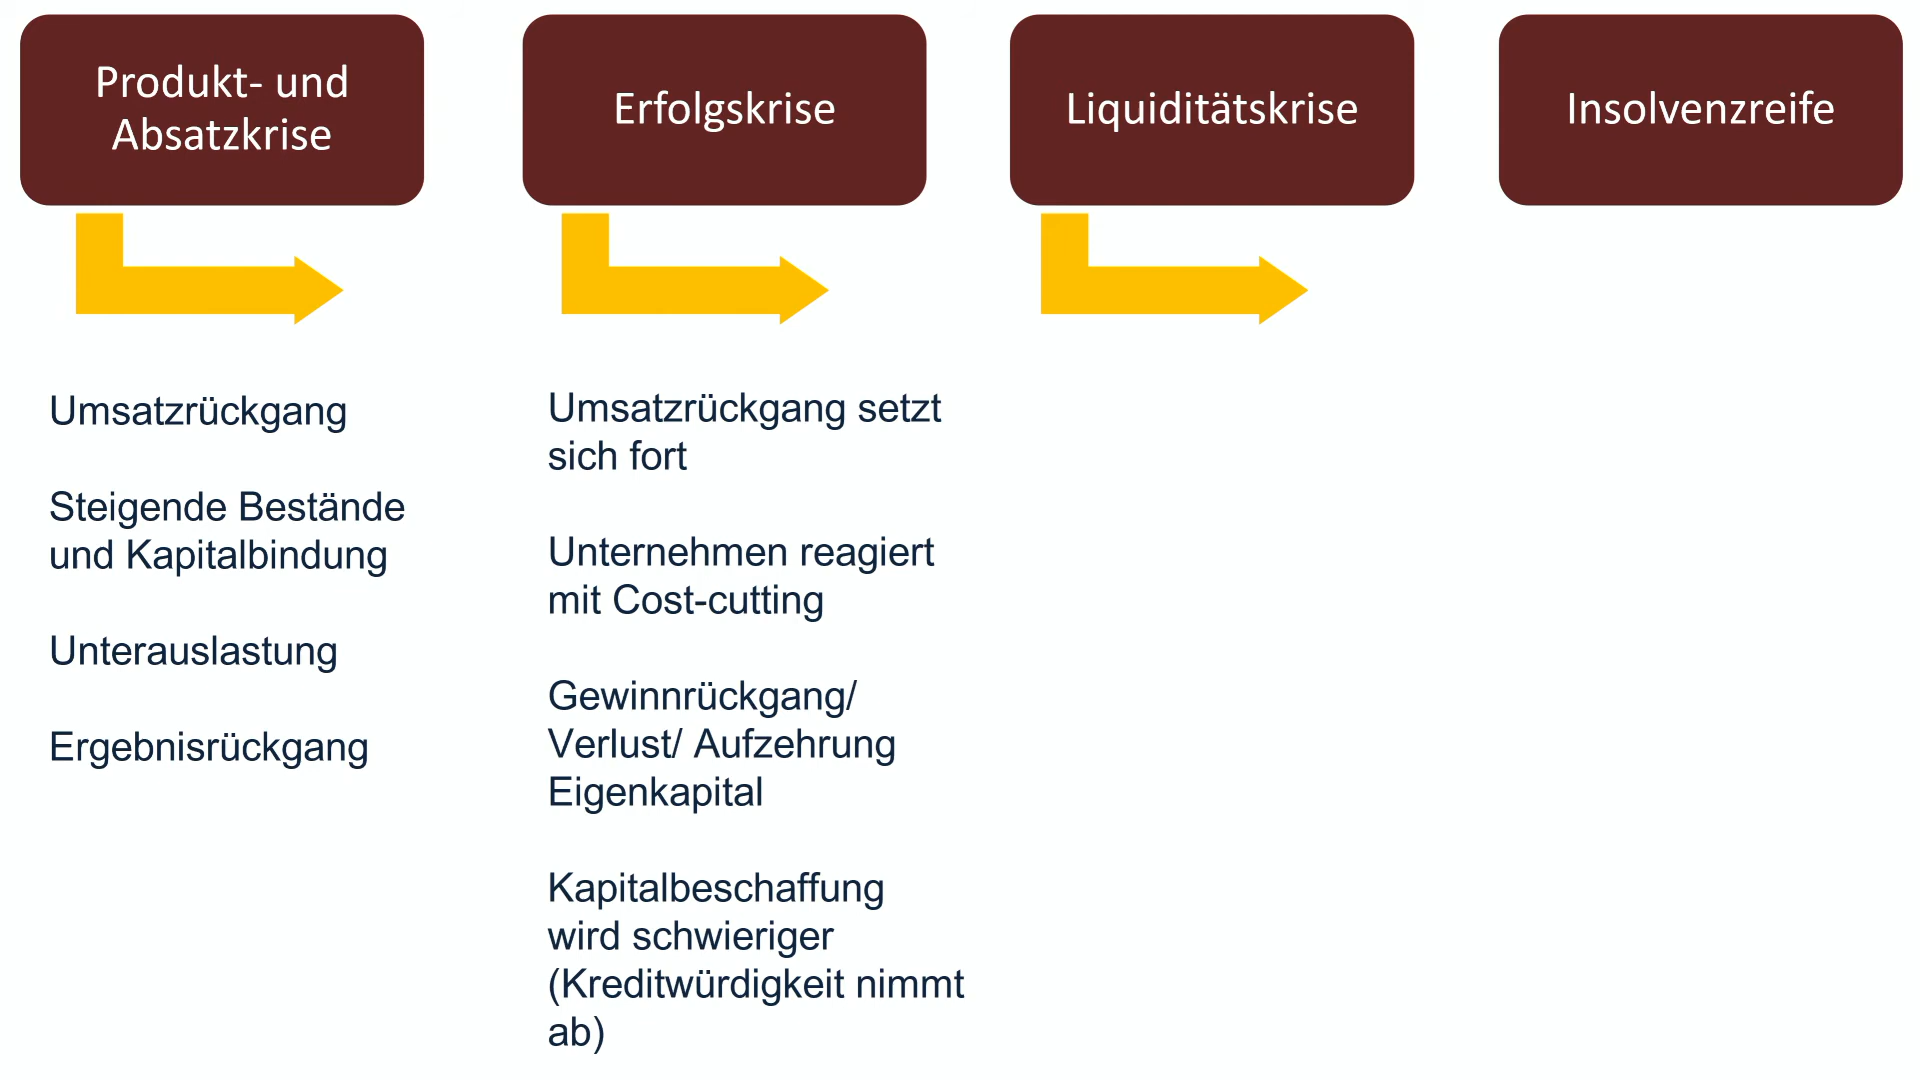 Produkt- und
Absatzkrise
Erfolgskrise
Liquiditätskrise
Insolvenzreife
Umsatzrückgang
Steigende Bestände
und Kapitalbindung
Unterauslastung
Ergebnisrückgang
Umsatzrückgang setzt
sich fort
Unternehmen reagiert
mit Cost-cutting
Gewinnrückgang/
Verlust/ Aufzehrung
Eigenkapital
Kapitalbeschaffung
wird schwieriger
(Kreditwürdigkeit nimmt
ab)